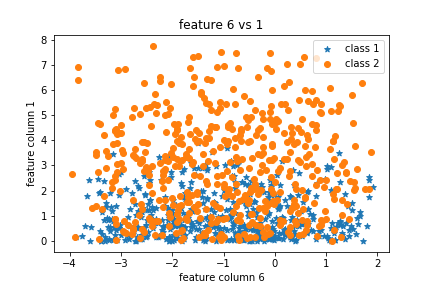 feature 6 vs 1
8
7
6
5
4
3
2
1
0
feature column 1
class 1
class 2
−4 −3 −2 −1 0 1 2
feature column 6